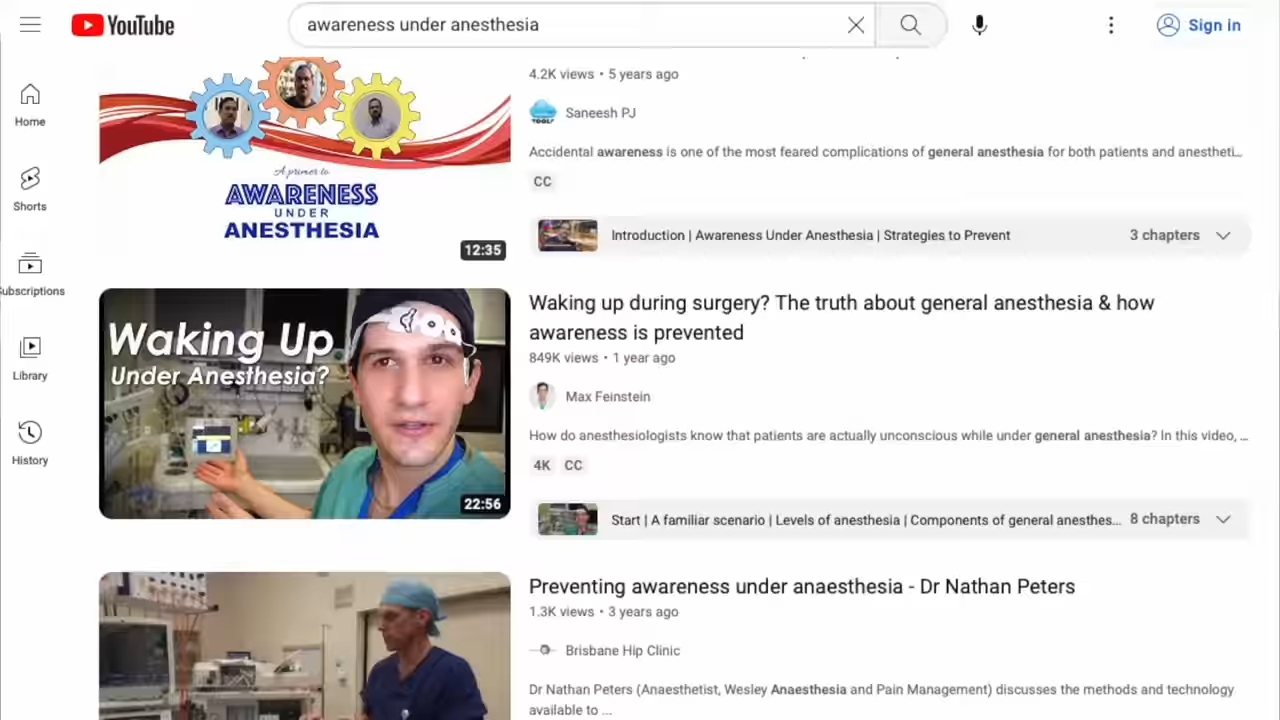 YouTube
awareness under anesthesia
Sign in
Home
Shorts
ubscriptions
Library
History
A primer to
AWARENESS
UNDER
ANESTHESIA
12:35
4.2K views • 5 years ago
Saneesh PJ
Accidental awareness is one of the most feared complications of general anesthesia for both patients and anestheti...
CC
Introduction | Awareness Under Anesthesia | Strategies to Prevent
3 chapters
Waking Up
Under Anesthesia?
22:56
Waking up during surgery? The truth about general anesthesia & how
awareness is prevented
849K views • 1 year ago
Max Feinstein
How do anesthesiologists know that patients are actually unconscious while under general anesthesia? In this video, ...
4K CC
Start | A familiar scenario | Levels of anesthesia | Components of general anesthes...
8 chapters
Preventing awareness under anaesthesia - Dr Nathan Peters
1.3K views • 3 years ago
Brisbane Hip Clinic
Dr Nathan Peters (Anaesthetist, Wesley Anaesthesia and Pain Management) discusses the methods and technology
available to ...